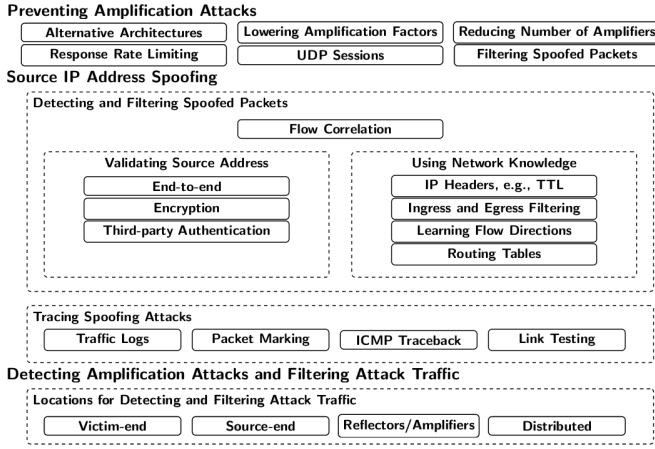 Preventing Amplification Attacks
Alternative Architectures
Lowering Amplification Factors
Reducing Number of Amplifiers
Response Rate Limiting
UDP Sessions
Filtering Spoofed Packets
Source IP Address Spoofing
Detecting and Filtering Spoofed Packets
Flow Correlation
Validating Source Address
End-to-end
Encryption
Third-party Authentication
Using Network Knowledge
IP Headers, e.g., TTL
Ingress and Egress Filtering
Learning Flow Directions
Routing Tables
Tracing Spoofing Attacks
Traffic Logs
Packet Marking
ICMP Traceback
Link Testing
Detecting Amplification Attacks and Filtering Attack Traffic
Locations for Detecting and Filtering Attack Traffic
Victim-end
Source-end
Reflectors/Amplifiers
Distributed